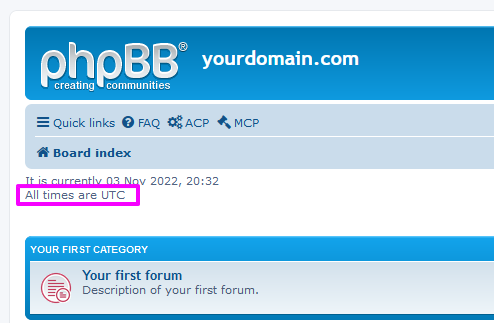 phpBB®
creating communities
yourdomain.com
Quick links FAQ ACP MCP
Board index
It is currently 03 Nov 2022, 20:32
All times are UTC
YOUR FIRST CATEGORY
Your first forum
Description of your first forum.